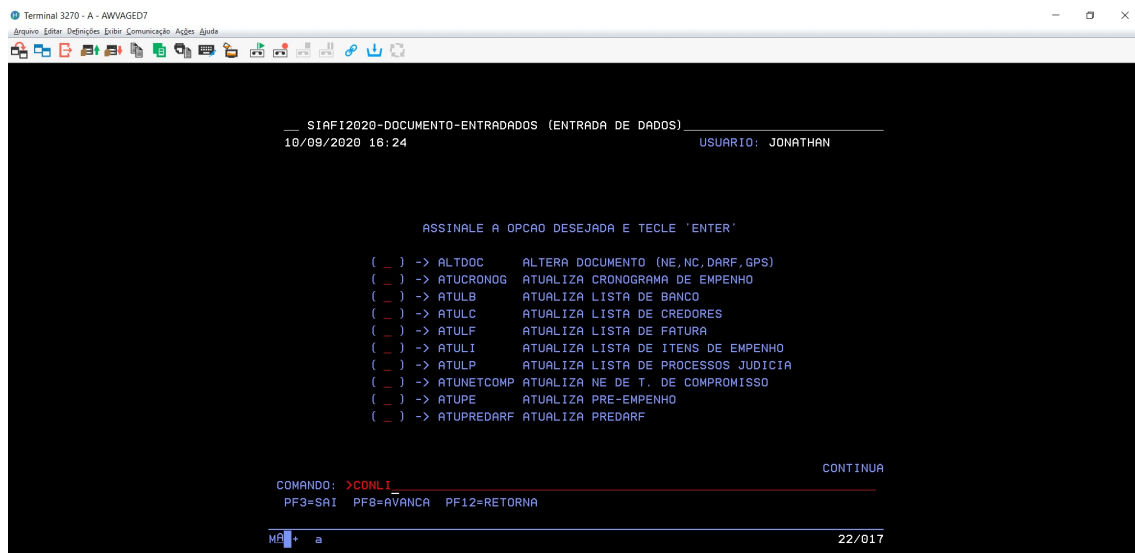 Terminal 3270 - A - AWVAGED7
Arquivo Editar Definições Exibir Comunicação Ações Ajuda
__ SIAFI2020-DOCUMENTO-ENTRADADOS (ENTRADA DE DADOS)__________________________
10/09/2020 16:24 USUARIO: JONATHAN
ASSINALE A OPCAO DESEJADA E TECLE 'ENTER'
( _ ) -> ALTDOC ALTERA DOCUMENTO (NE,NC,DARF,GPS)
( _ ) -> ATUCRONOG ATUALIZA CRONOGRAMA DE EMPENHO
( _ ) -> ATULB ATUALIZA LISTA DE BANCO
( _ ) -> ATULC ATUALIZA LISTA DE CREDORES
( _ ) -> ATULF ATUALIZA LISTA DE FATURA
( _ ) -> ATULI ATUALIZA LISTA DE ITENS DE EMPENHO
( _ ) -> ATULP ATUALIZA LISTA DE PROCESSOS JUDICIA
( _ ) -> ATUNETCOMP ATUALIZA NE DE T. DE COMPROMISSO
( _ ) -> ATUPE ATUALIZA PRE-EMPENHO
( _ ) -> ATUPREDARF ATUALIZA PREDARF
CONTINUA
COMANDO: >CONLI_______________________________________________________________
PF3=SAI PF8=AVANCA PF12=RETORNA
MA + a 22/017